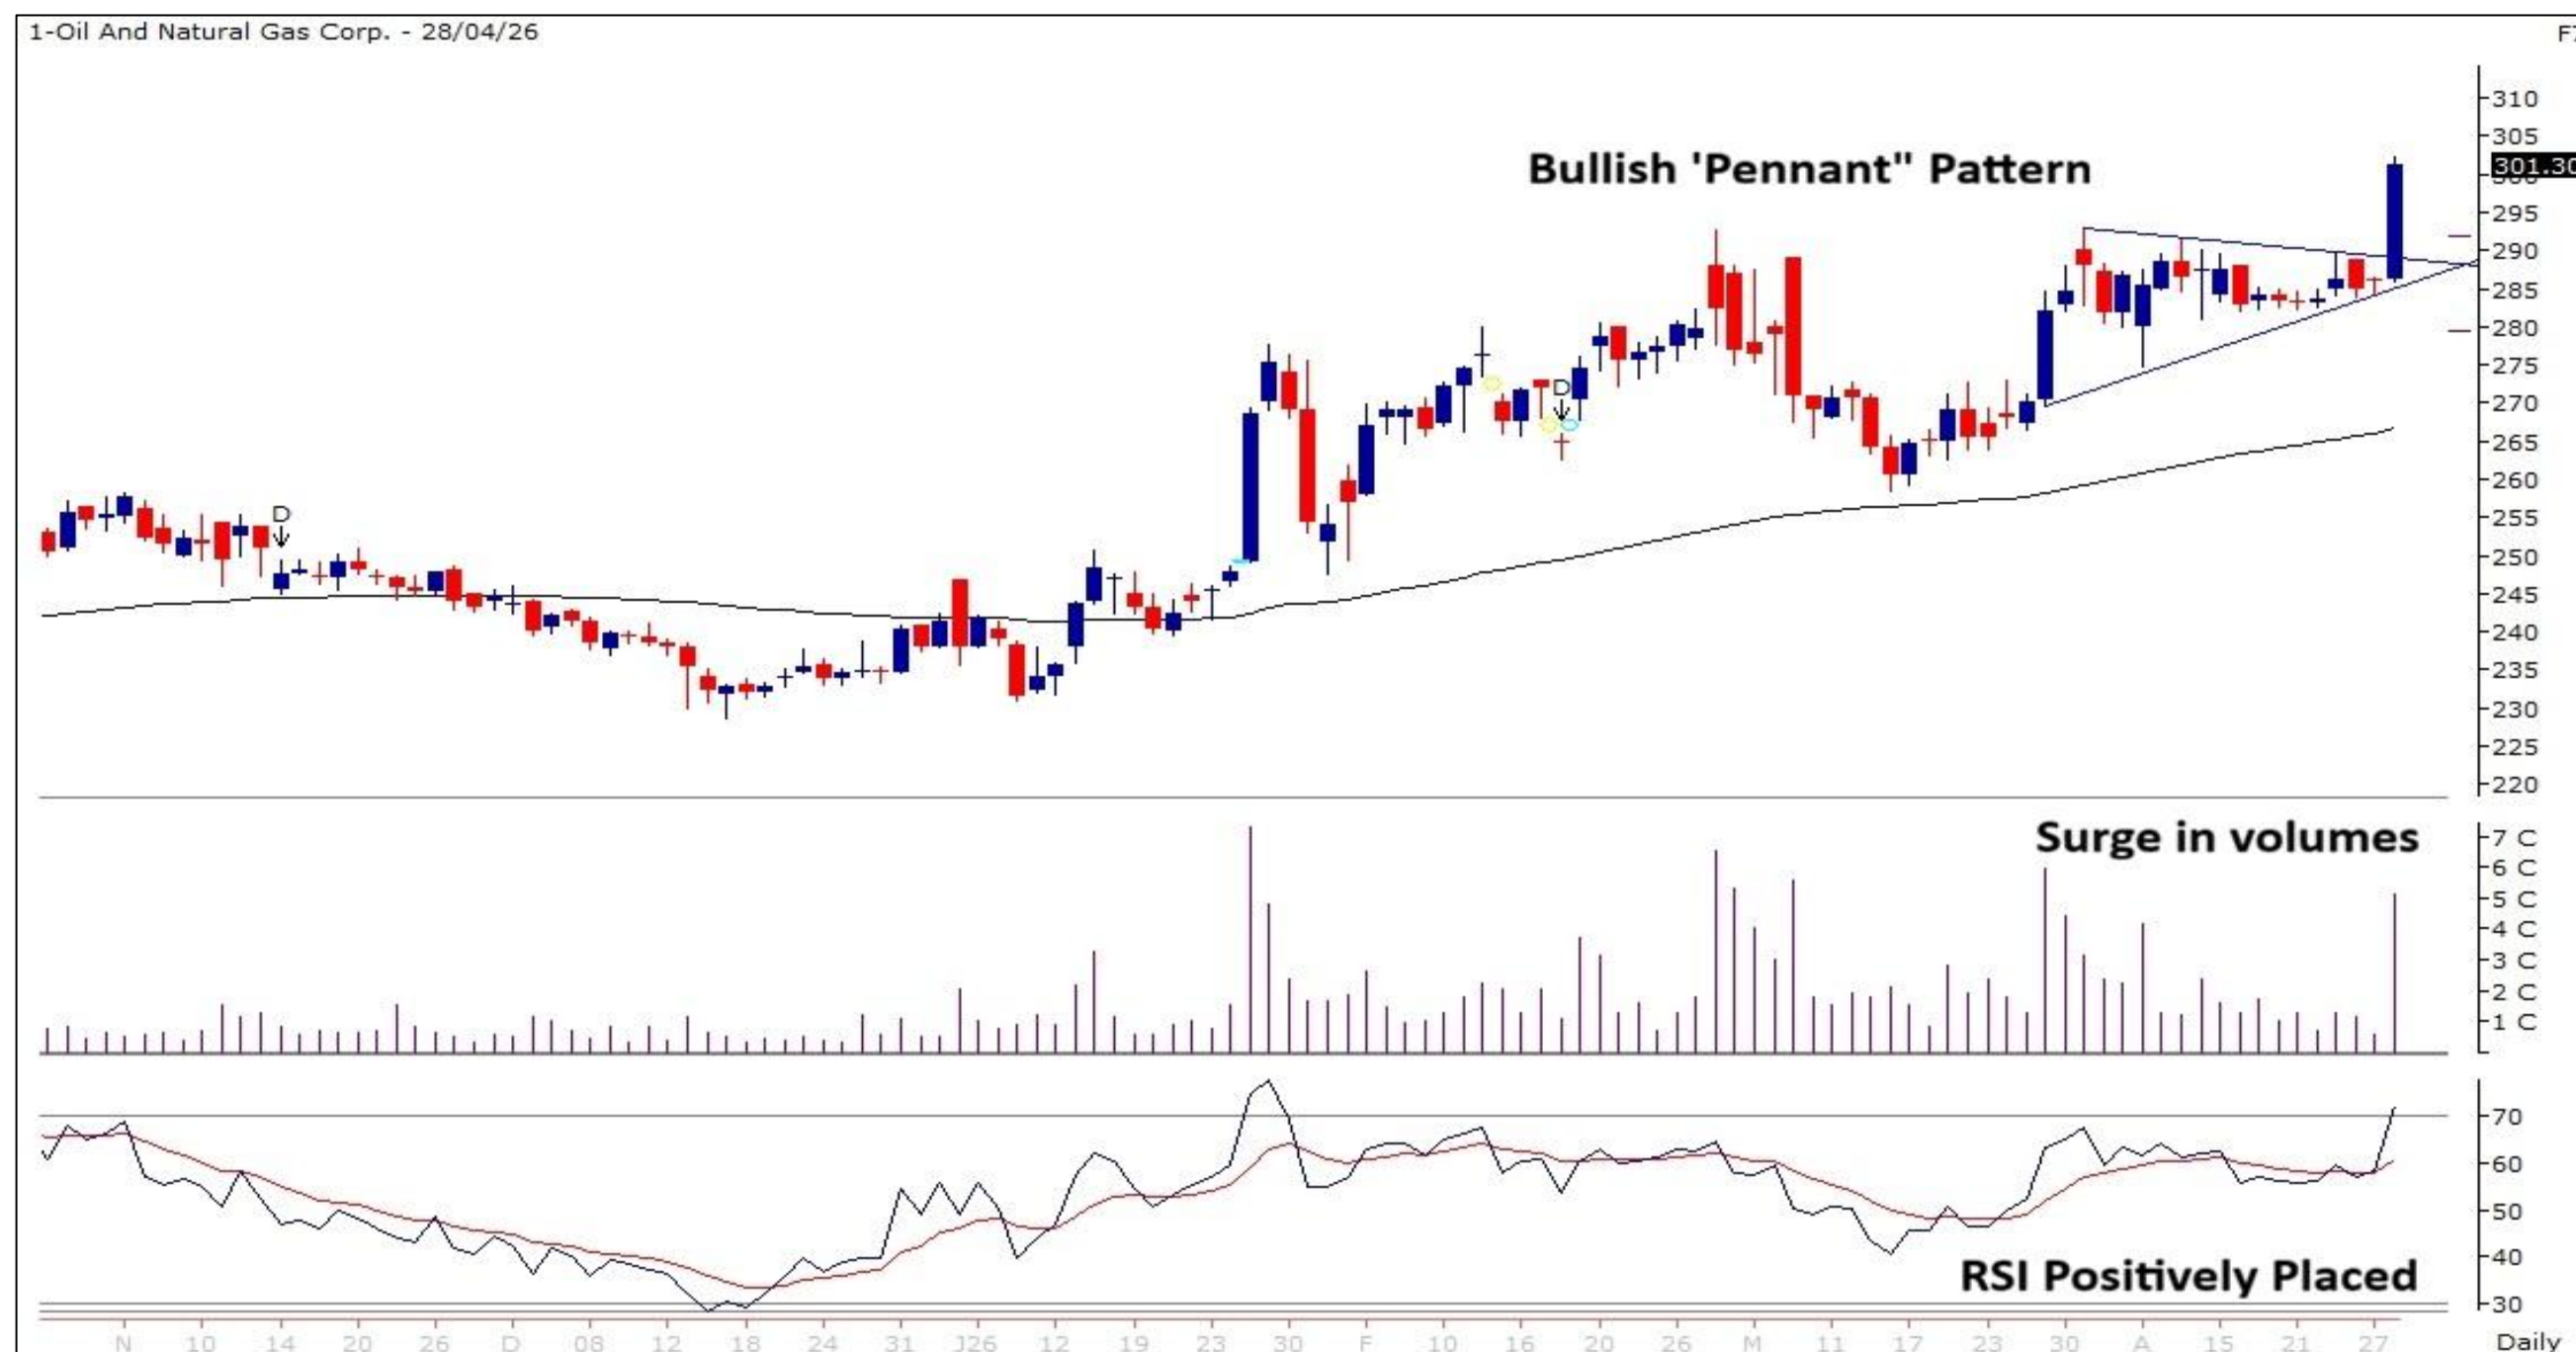 1-Oil And Natural Gas Corp. - 28/04/26
310
305
301.30
295
290
285
280
275
270
265
260
255
250
245
240
235
230
225
220
Bullish 'Pennant" Pattern
D
D
Surge in volumes
7 C
6 C
5 C
4 C
3 C
2 C
1 C
70
60
50
40
30
RSI Positively Placed
N 10 14 20 26 D 08 12 18 24 31 J26 12 19 23 30 F 10 16 20 26 M 11 17 23 30 A 15 21 27
Daily